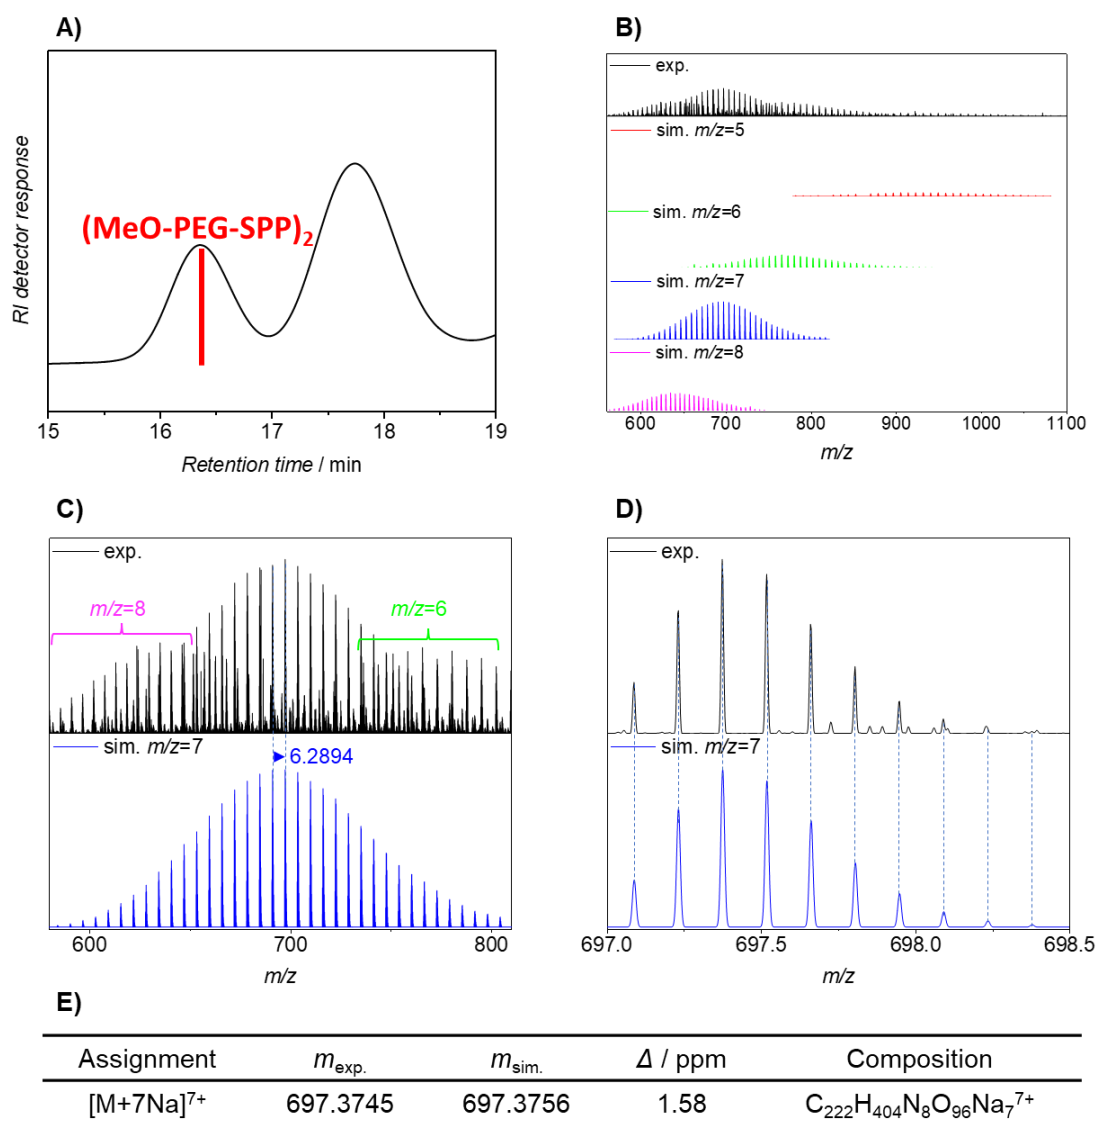 A)
RI detector response
(MeO-PEG-SPP)2
15 16 17 18 19
Retention time / min
B)
exp.
sim. m/z=5
sim. m/z=6
sim. m/z=7
sim. m/z=8
600 700 800 900 1000 1100
m/z
C)
exp.
m/z=8
m/z=6
sim. m/z=7
6.2894
600 700 800
m/z
D)
exp.
sim. m/z=7
697.0 697.5 698.0 698.5
m/z
E)
Assignment mexp. msim. Δ / ppm Composition
[M+7Na]7+ 697.3745 697.3756 1.58 C222H404N8O96Na77+